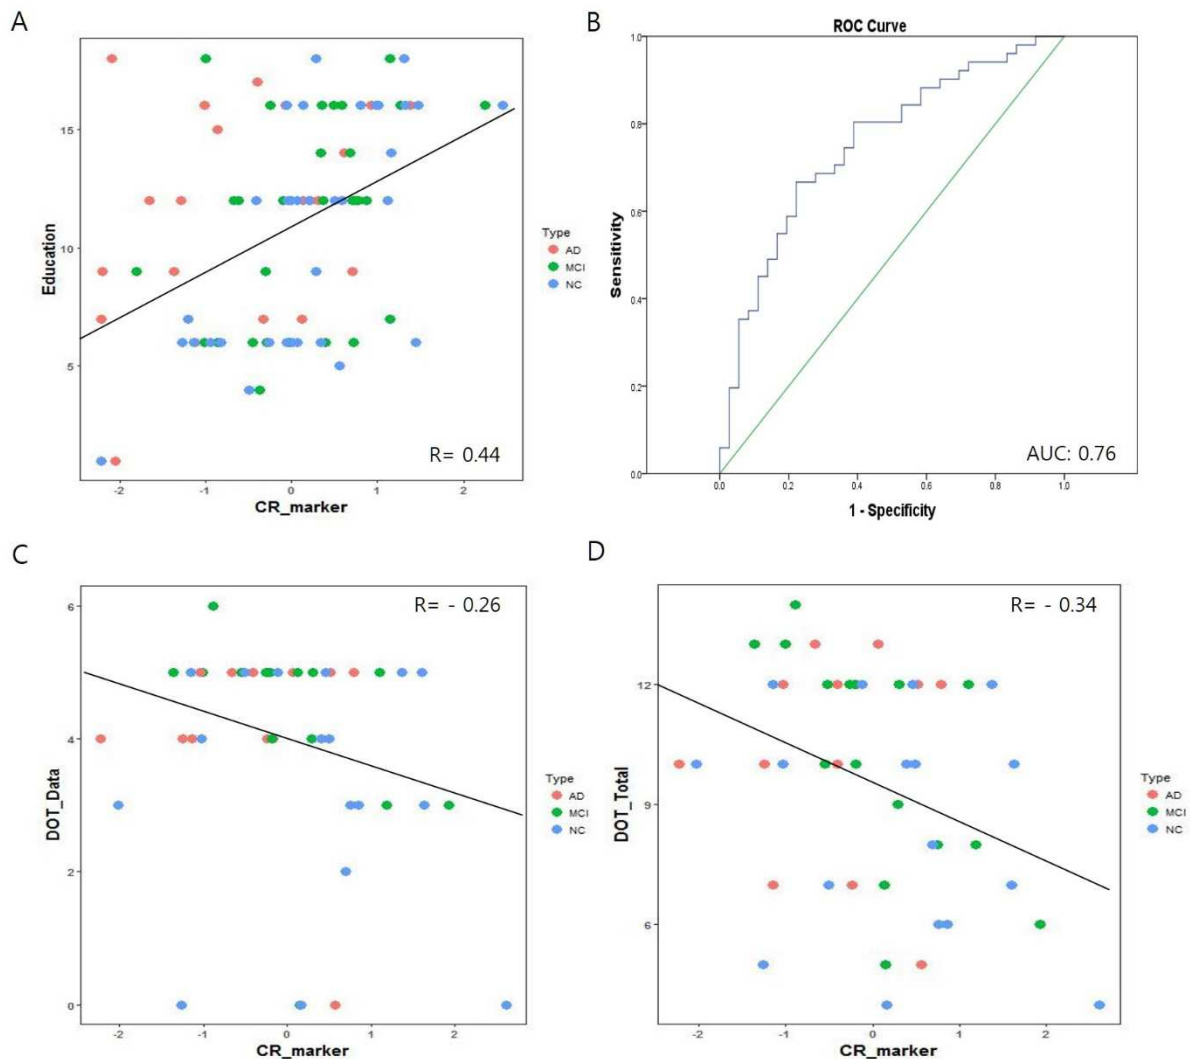 A
15
10
5
-2
-1
0
1
2
Education
CR_marker
R= 0.44
Type
AD
MCI
NC
B
ROC Curve
1.0
0.8
0.6
0.4
0.2
0.0
0.0
0.2
0.4
0.6
0.8
1.0
Sensitivity
1 - Specificity
AUC: 0.76
C
R= - 0.26
6
4
2
0
-2
-1
0
1
2
DOT_Data
CR_marker
Type
AD
MCI
NC
D
R= - 0.34
12
9
6
-2
-1
0
1
2
DOT_Total
CR_marker
Type
AD
MCI
NC